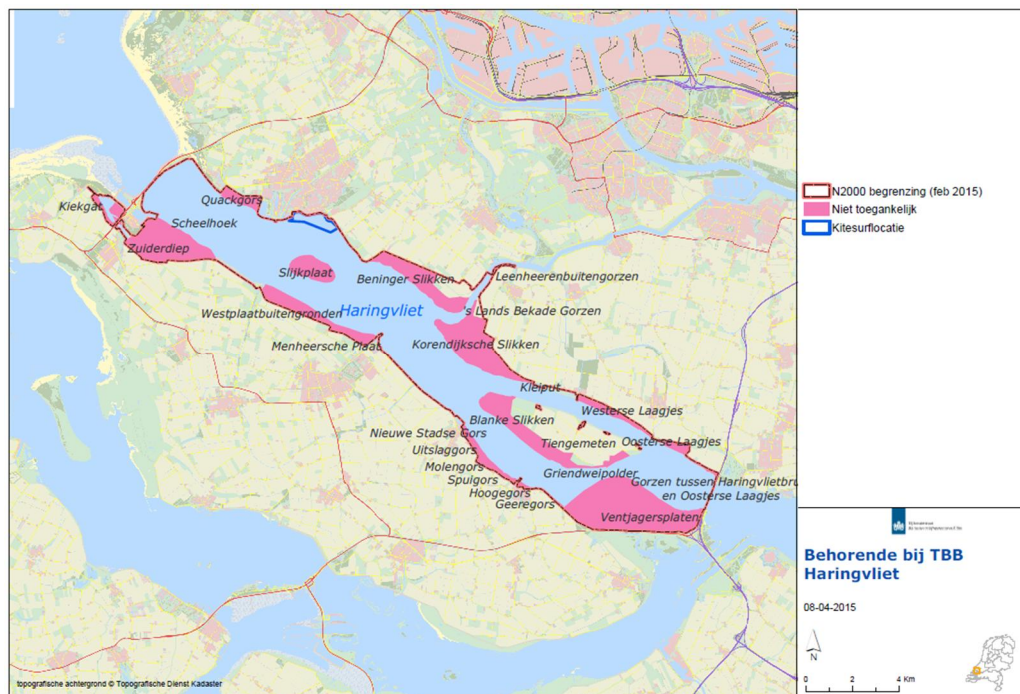 Kiekgat
Quackgors
Scheelhoek
Zuiderdiep
Slijkplaat
Beninger Slikken
Leenheerenbuitengorzen
Westplaatbuitengronden
Haringvliet
's Lands Bekade Gorzen
Menheersche Plaat
Korendijksche Slikken
Kleiput
Westerse Laagjes
Blanke Slikken
Nieuwe Stadse Gors
Tiengemeten
Oosterse Laagjes
Uitslaggors
Molengors
Griendweipolder
Spuigors
Gorzen tussen Haringvlietbru
en Oosterse Laagjes
Hoogegors
Geeregors
Ventjagersplaten
topografische achtergrond © Topografische Dienst Kadaster
N2000 begrenzing (feb 2015)
Niet toegankelijk
Kitesurflocatie
Behorende bij TBB
Haringvliet
08-04-2015
N
0 2 4 Km